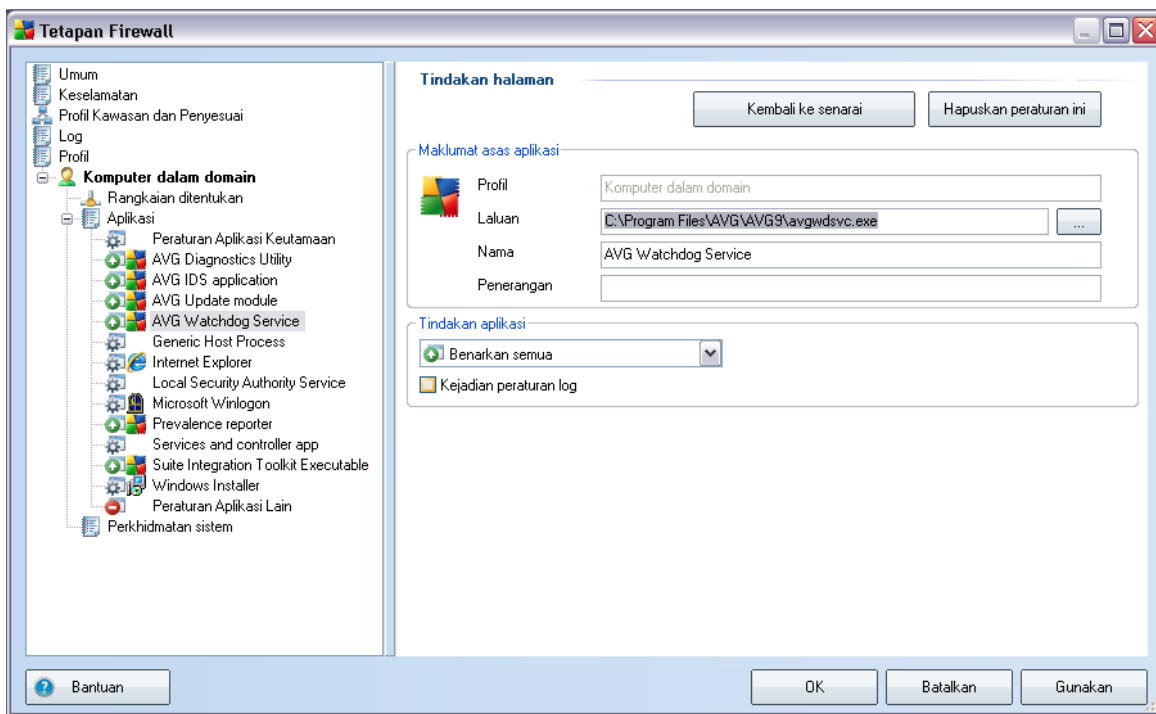 Tetapan Firewall
Umum
Keselamatan
Profil Kawasan dan Penyesuai
Log
Profil
Komputer dalam domain
Rangkaian ditentukan
Aplikasi
Peraturan Aplikasi Keutamaan
AVG Diagnostics Utility
AVG IDS application
AVG Update module
AVG Watchdog Service
Generic Host Process
Internet Explorer
Local Security Authority Service
Microsoft Winlogon
Prevalence reporter
Services and controller app
Suite Integration Toolkit Executable
Windows Installer
Peraturan Aplikasi Lain
Perkhidmatan sistem
Tindakan halaman
Kembali ke senarai
Hapuskan peraturan ini
Maklumat asas aplikasi
Profil
Komputer dalam domain
Laluan
C:\Program Files\AVG\AVG9\avgwdsvc.exe
...
Nama
AVG Watchdog Service
Penerangan
Tindakan aplikasi
Benarkan semua
Kejadian peraturan log
Bantuan
OK
Batalkan
Gunakan